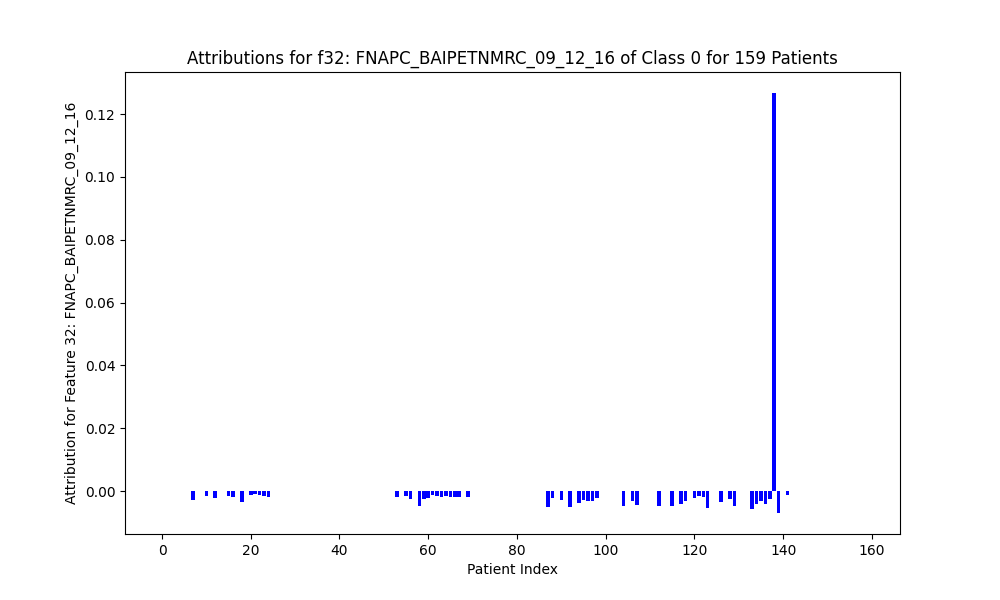 Attributions for f32: FNAPC_BAIPETNMRC_09_12_16 of Class 0 for 159 Patients
Attribution for Feature 32: FNAPC_BAIPETNMRC_09_12_16
0.12
0.10
0.08
0.06
0.04
0.02
0.00
0 20 40 60 80 100 120 140 160
Patient Index